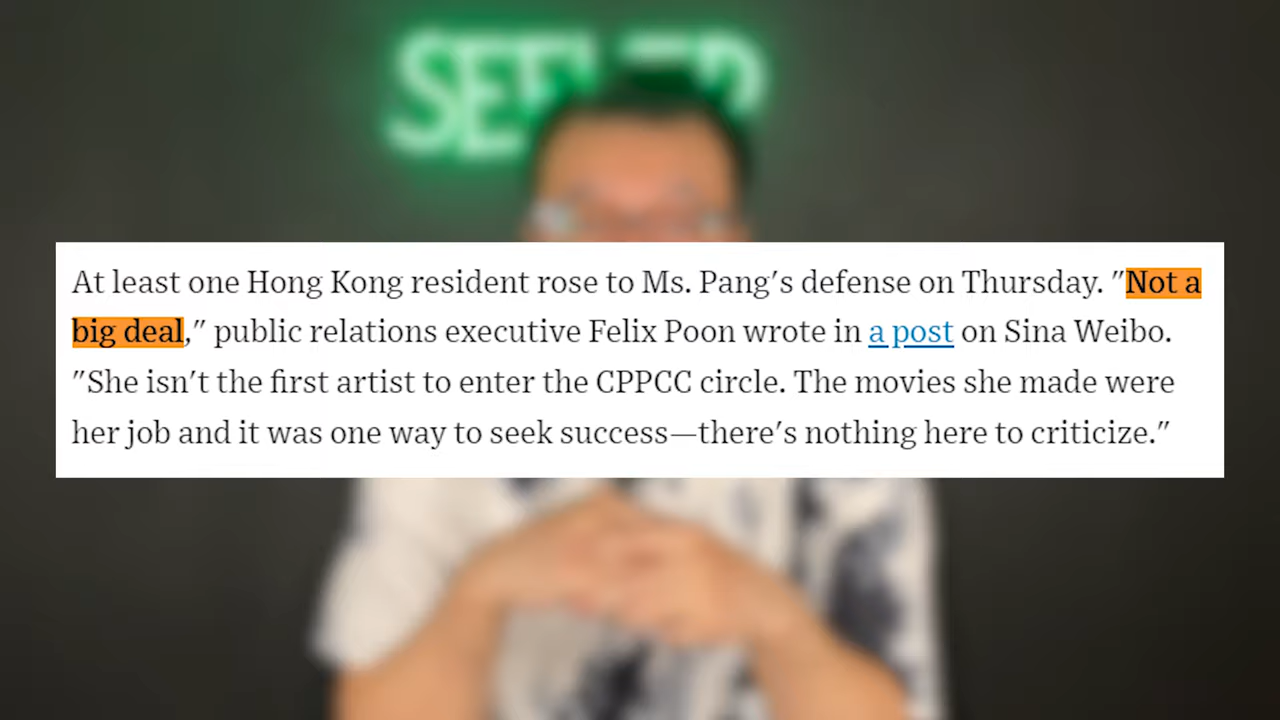 At least one Hong Kong resident rose to Ms. Pang's defense on Thursday. "Not a
big deal," public relations executive Felix Poon wrote in a post on Sina Weibo.
"She isn't the first artist to enter the CPPCC circle. The movies she made were
her job and it was one way to seek success—there's nothing here to criticize."